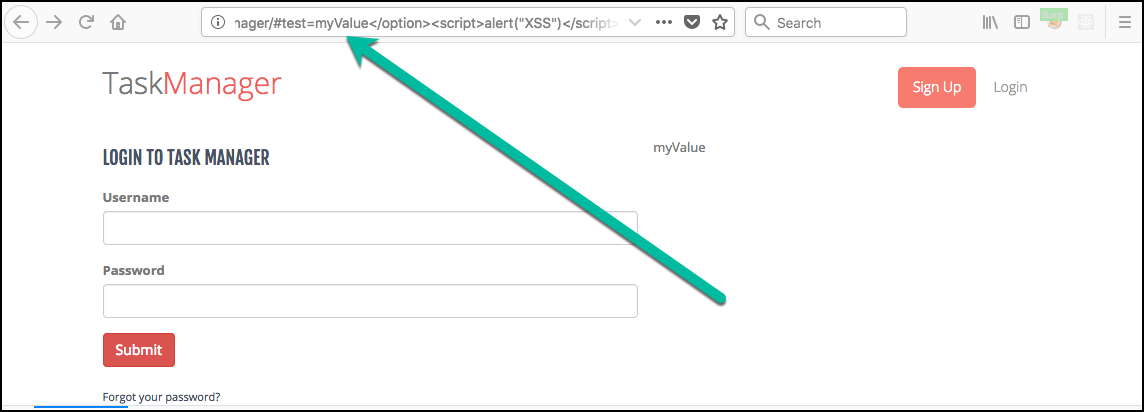 nager/#test=myValue</option><script>alert("XSS")</script>
Search
TaskManager
Sign Up
Login
LOGIN TO TASK MANAGER
myValue
Username
Password
Submit
Forgot your password?